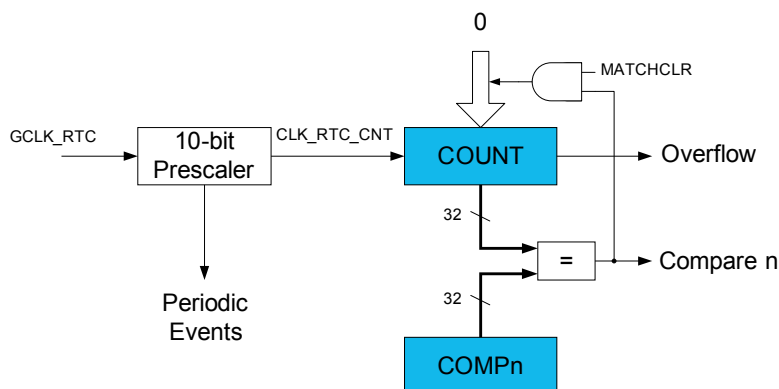 0
MATCHCLR
GCLK_RTC
10-bit
Prescaler
CLK_RTC_CNT
COUNT
Overflow
32
=
Compare n
32
Periodic
Events
COMPn